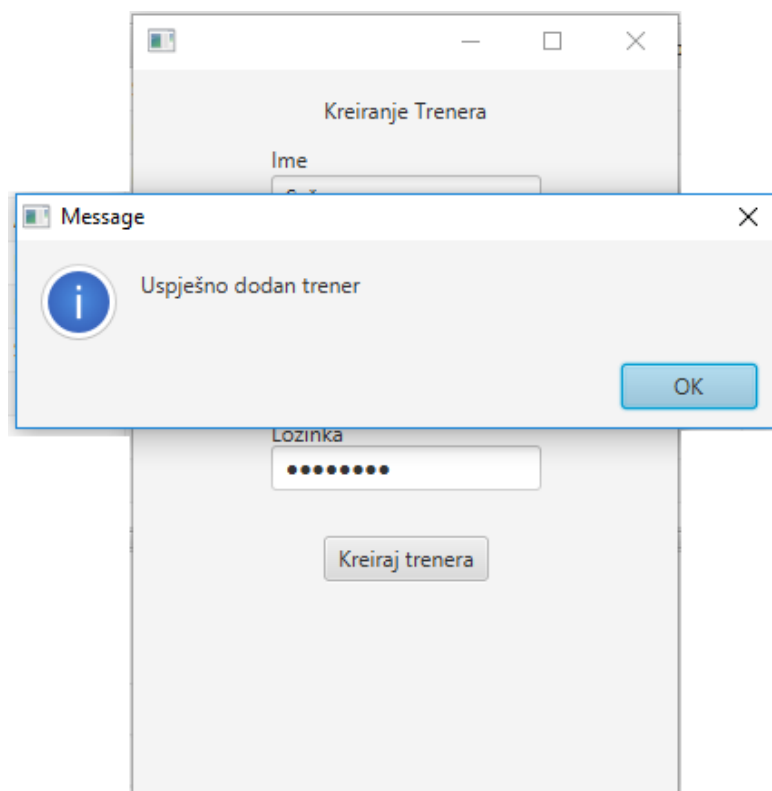 Kreiranje Trenera
Ime
Message
Uspješno dodan trener
OK
Lozinka
Kreiraj trenera